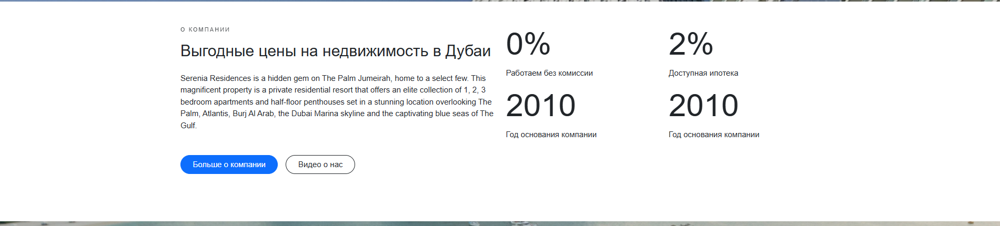 О КОМПАНИИ
Выгодные цены на недвижимость в Дубаи
Serenia Residences is a hidden gem on The Palm Jumeirah, home to a select few. This
magnificent property is a private residential resort that offers an elite collection of 1, 2, 3
bedroom apartments and half-floor penthouses set in a stunning location overlooking The
Palm, Atlantis, Burj Al Arab, the Dubai Marina skyline and the captivating blue seas of The
Gulf.
Больше о компании
Видео о нас
0%
Работаем без комиссии
2%
Доступная ипотека
2010
Год основания компании
2010
Год основания компании